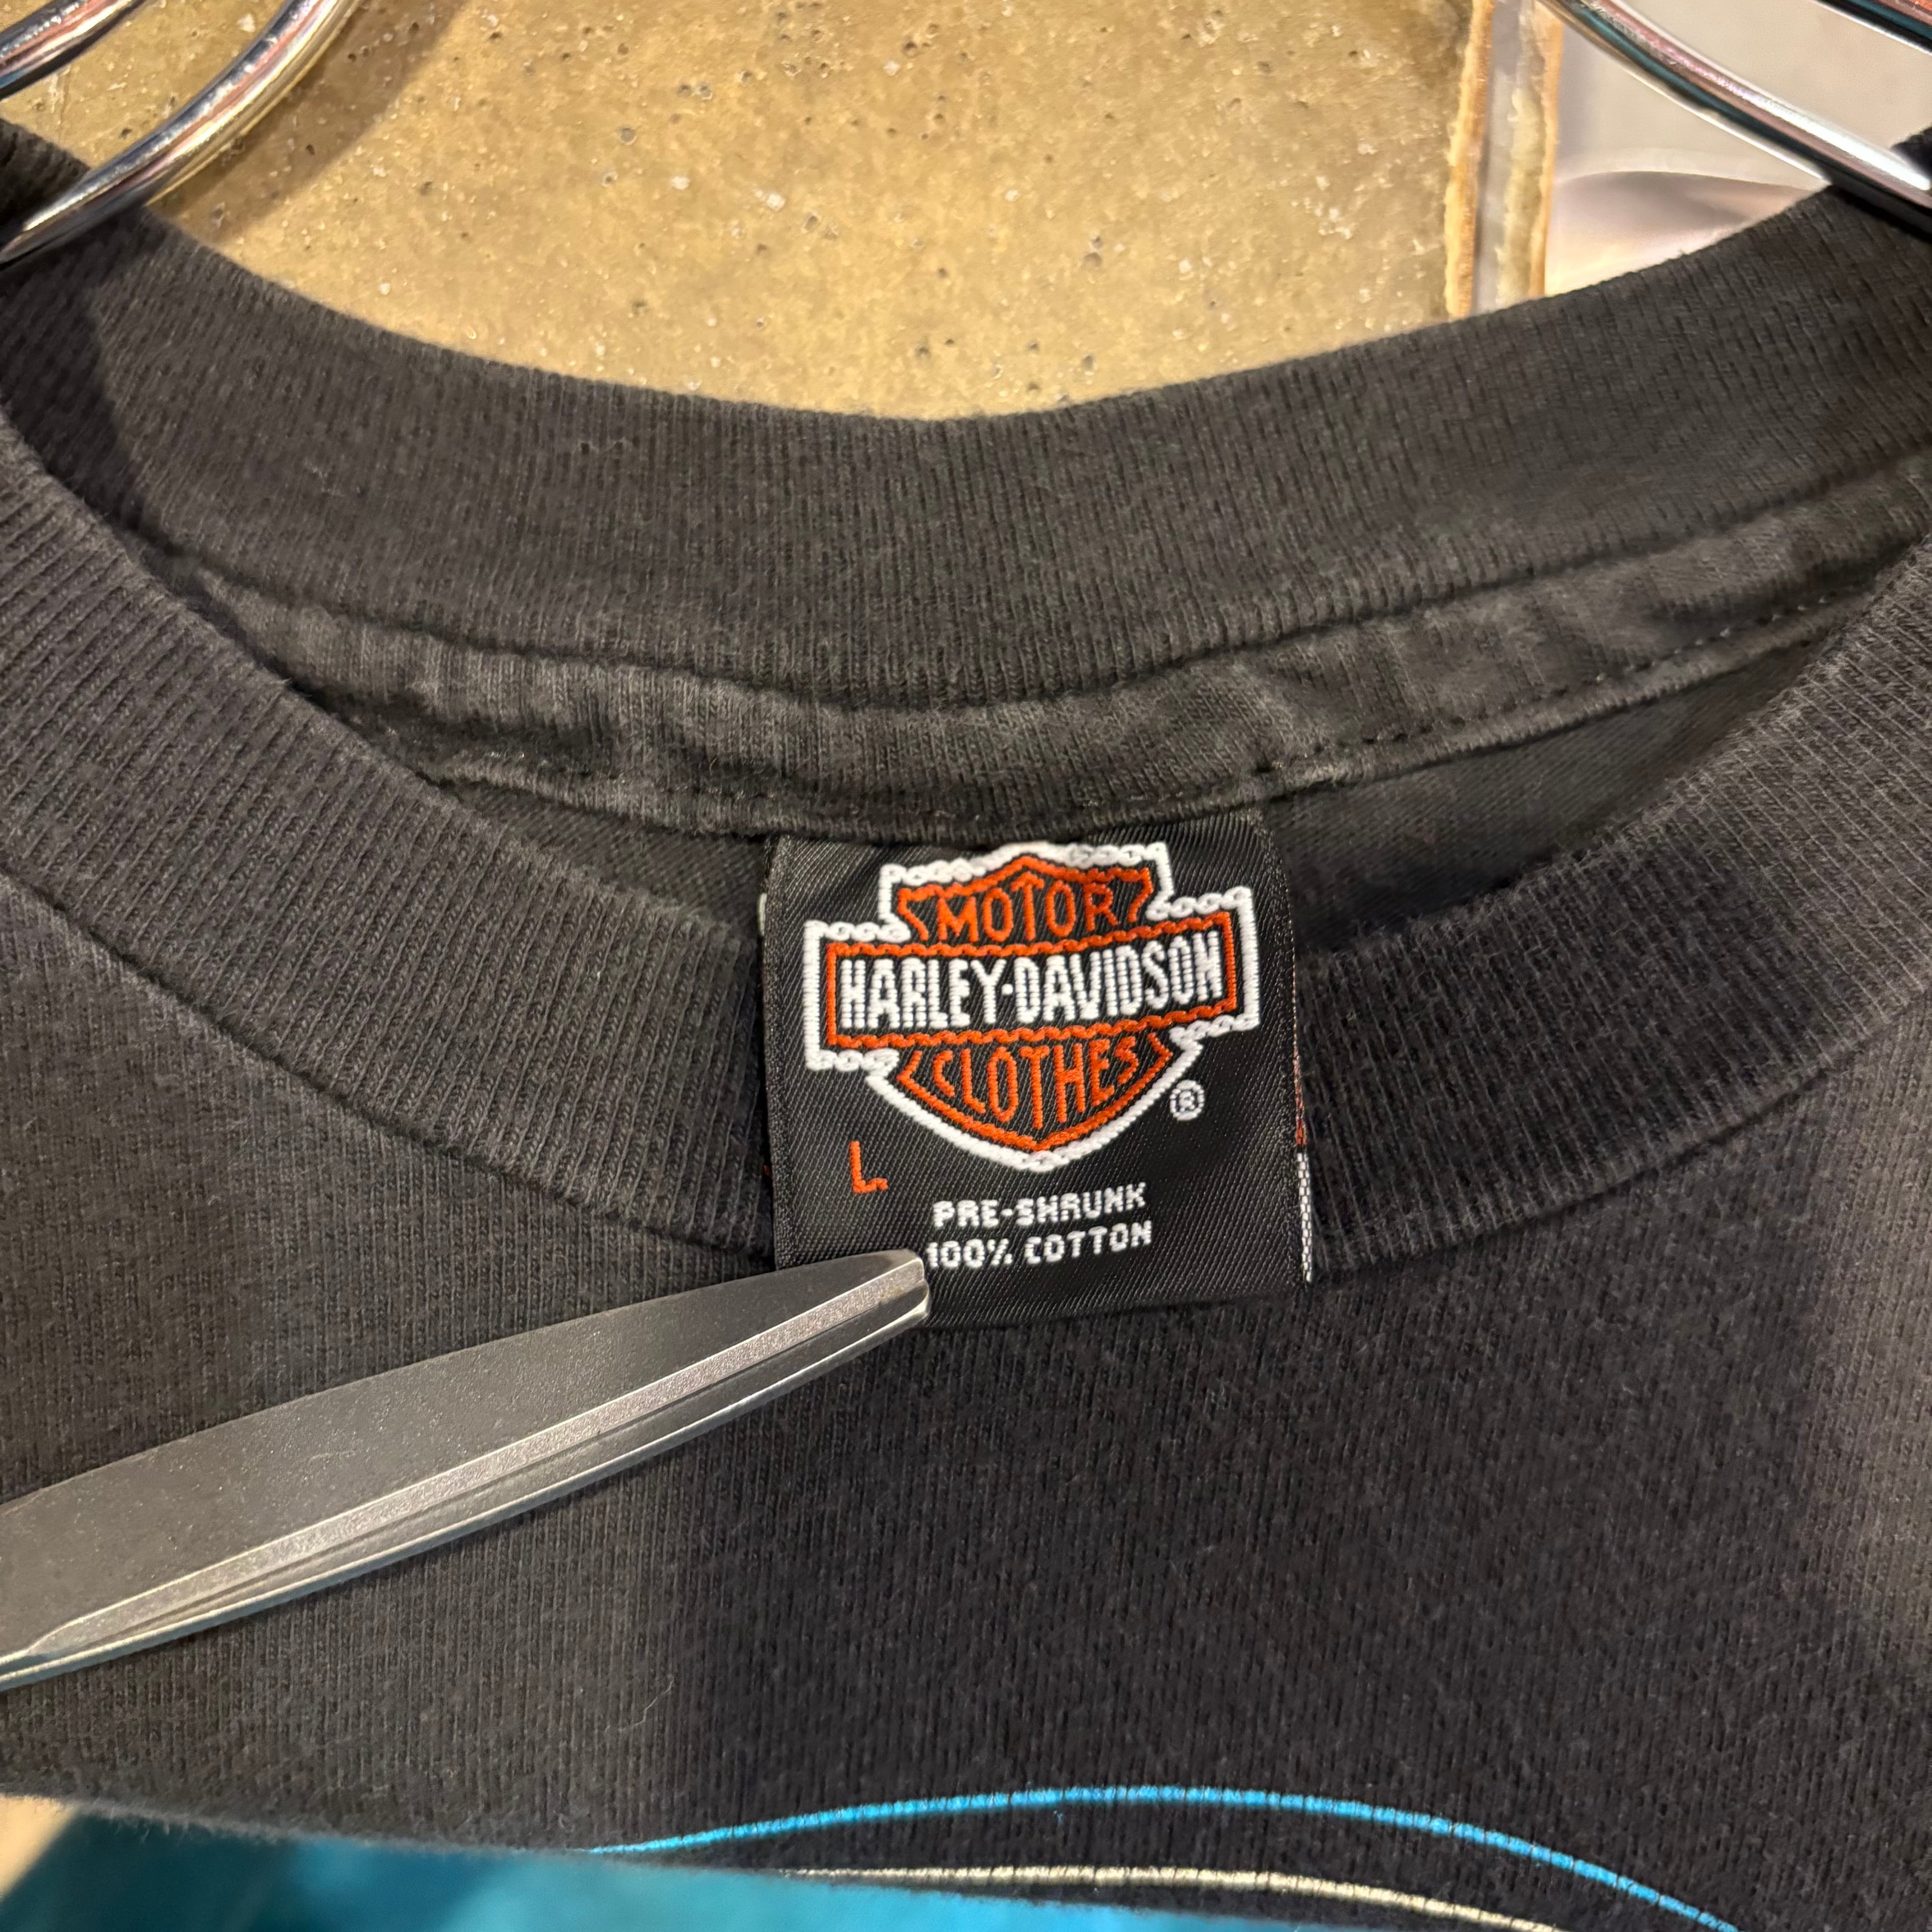 MOTOR
HARLEY-DAVIDSON
CLOTHES
®
L
PRE-SHRUNK
100% COTTON